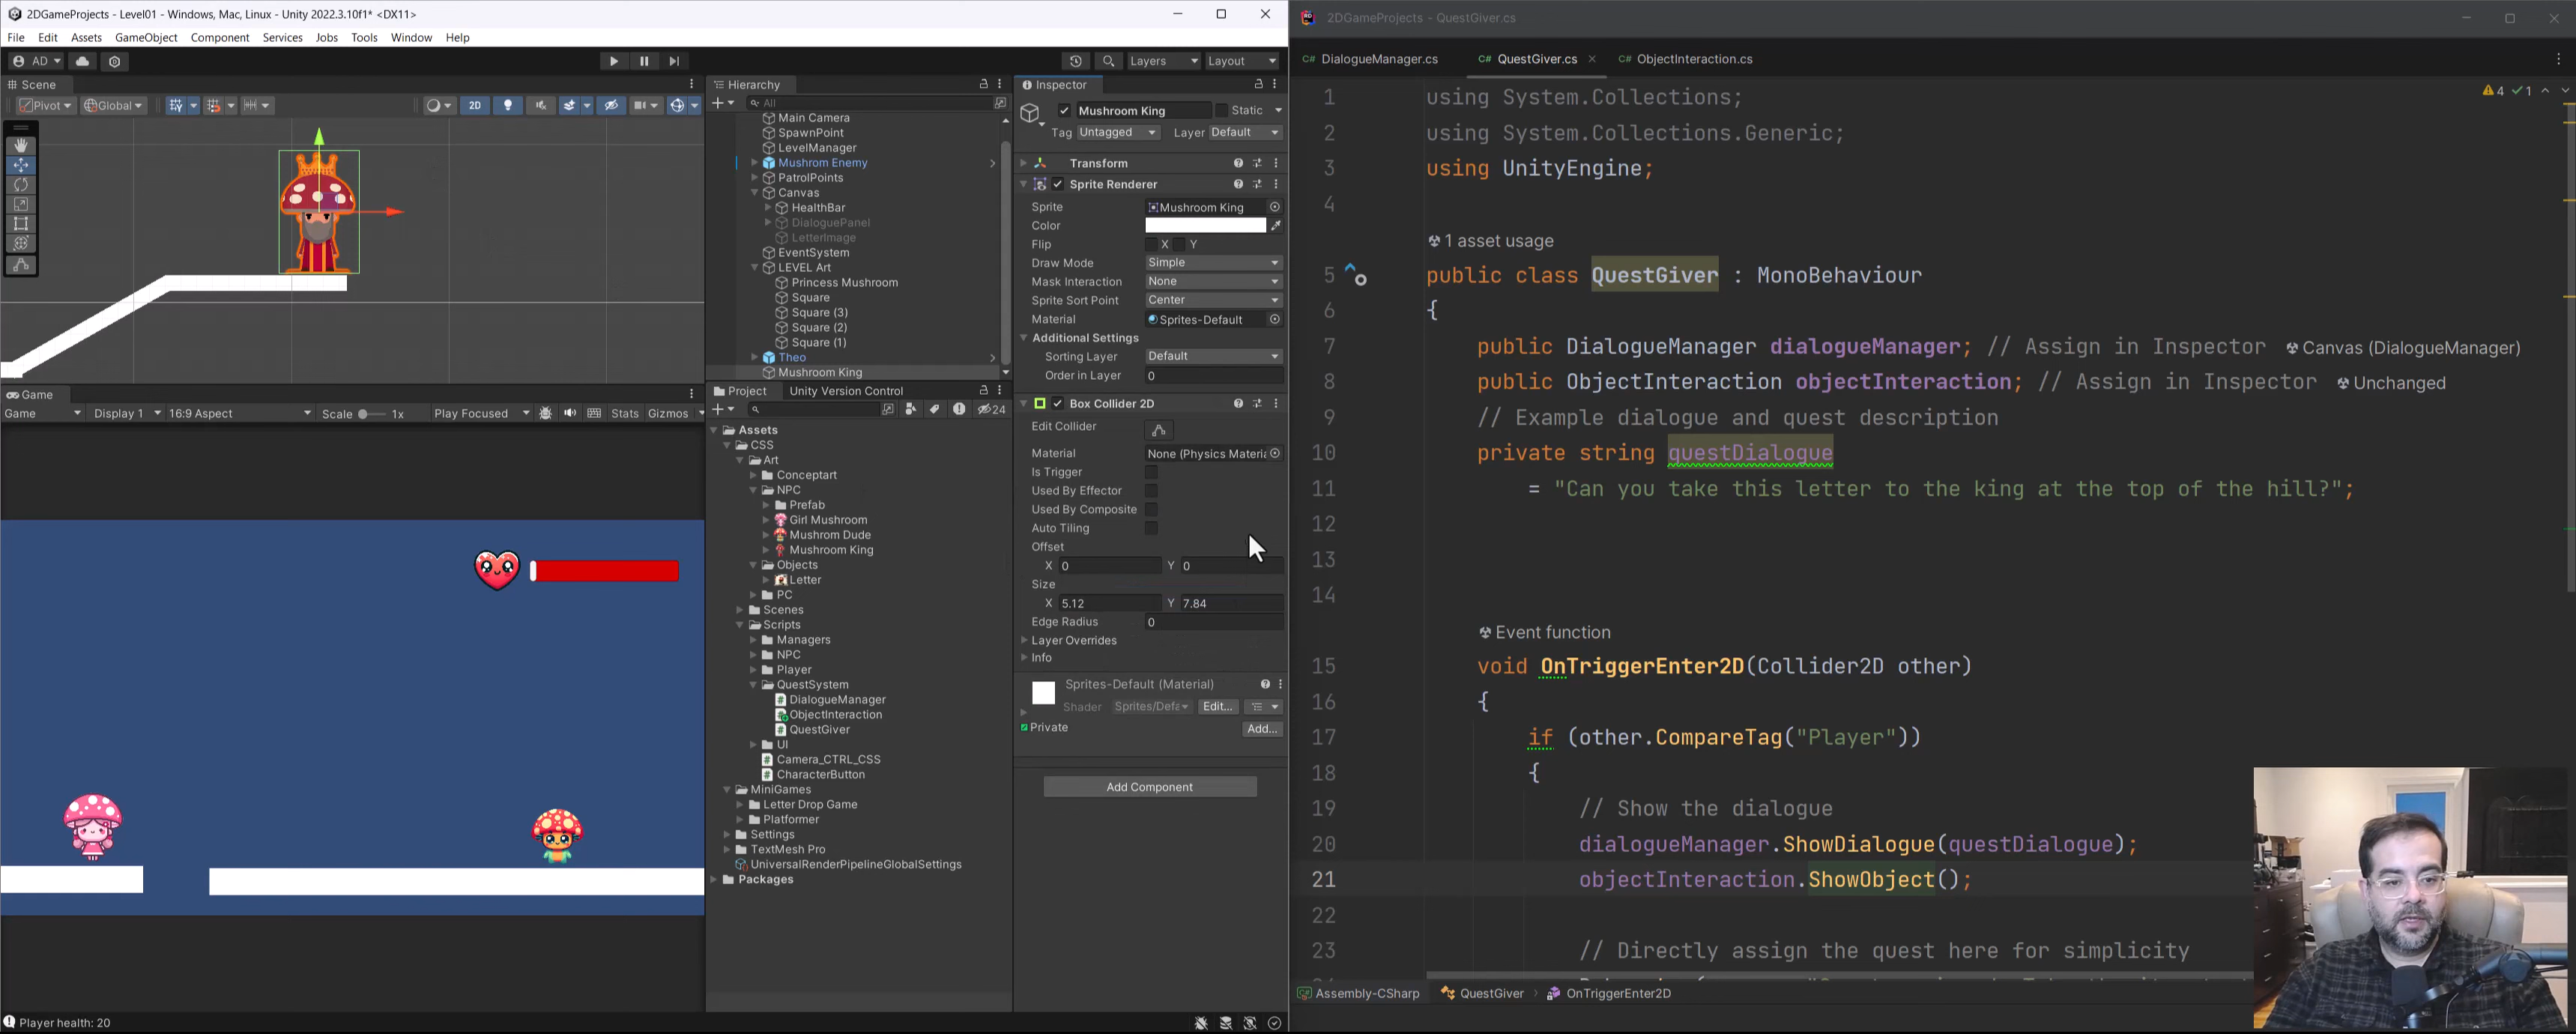 2DGameProjects - Level01 - Windows, Mac, Linux - Unity 2022.3.10f1* <DX11>
File Edit Assets GameObject Component Services Jobs Tools Window Help
AD
Layers Layout
Scene
Pivot Global 2D
Game
Game Display 1 16:9 Aspect Scale 1x Play Focused Stats Gizmos
Player health: 20
Hierarchy
All
Main Camera
SpawnPoint
LevelManager
Mushrom Enemy
PatrolPoints
Canvas
HealthBar
DialoguePanel
LetterImage
EventSystem
LEVEL Art
Princess Mushroom
Square
Square (3)
Square (2)
Square (1)
Theo
Mushroom King
Project Unity Version Control
24
Assets
CSS
Art
Conceptart
NPC
Prefab
Girl Mushroom
Mushrom Dude
Mushroom King
Objects
Letter
PC
Scenes
Scripts
Managers
NPC
Player
QuestSystem
DialogueManager
ObjectInteraction
QuestGiver
UI
Camera_CTRL_CSS
CharacterButton
MiniGames
Letter Drop Game
Platformer
Settings
TextMesh Pro
UniversalRenderPipelineGlobalSettings
Packages
Inspector
Mushroom King Static
Tag Untagged Layer Default
Transform
Sprite Renderer
Sprite Mushroom King
Color
Flip X Y
Draw Mode Simple
Mask Interaction None
Sprite Sort Point Center
Material Sprites-Default
Additional Settings
Sorting Layer Default
Order in Layer 0
Box Collider 2D
Edit Collider
Material None (Physics Materia
Is Trigger
Used By Effector
Used By Composite
Auto Tiling
Offset
X 0 Y 0
Size
X 5.12 Y 7.84
Edge Radius 0
Layer Overrides
Info
Sprites-Default (Material)
Shader Sprites/Defa Edit...
Private Add...
Add Component
2DGameProjects - QuestGiver.cs
C# DialogueManager.cs C# QuestGiver.cs C# ObjectInteraction.cs
4 1
1 using System.Collections;
2 using System.Collections.Generic;
3 using UnityEngine;
4
1 asset usage
5 public class QuestGiver : MonoBehaviour
6 {
7 public DialogueManager dialogueManager; // Assign in Inspector Canvas (DialogueManager)
8 public ObjectInteraction objectInteraction; // Assign in Inspector Unchanged
9 // Example dialogue and quest description
10 private string questDialogue
11 = "Can you take this letter to the king at the top of the hill?";
12
13
14
Event function
15 void OnTriggerEnter2D(Collider2D other)
16 {
17 if (other.CompareTag("Player"))
18 {
19 // Show the dialogue
20 dialogueManager.ShowDialogue(questDialogue);
21 objectInteraction.ShowObject();
22
23 // Directly assign the quest here for simplicity
Assembly-CSharp QuestGiver OnTriggerEnter2D